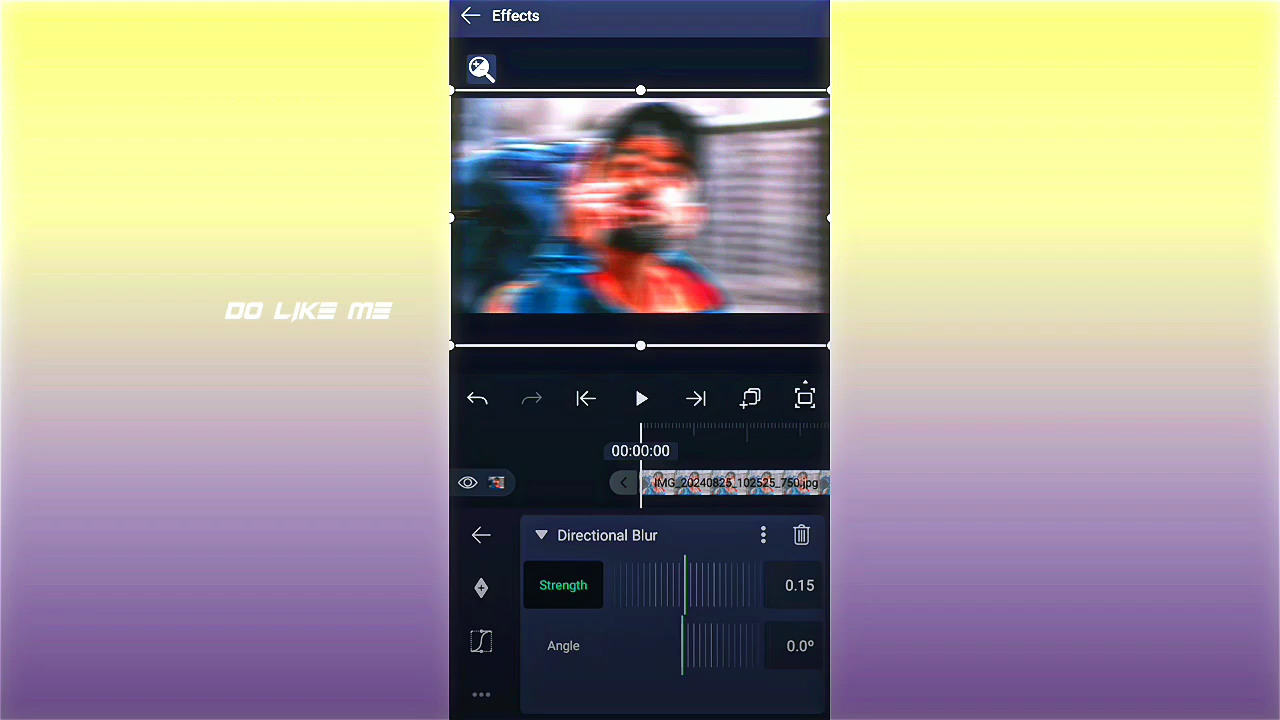 Effects
DO LIKE ME
00:00:00
IMG_20240825_102525_750.jpg
Directional Blur
Strength
0.15
Angle
0.0º